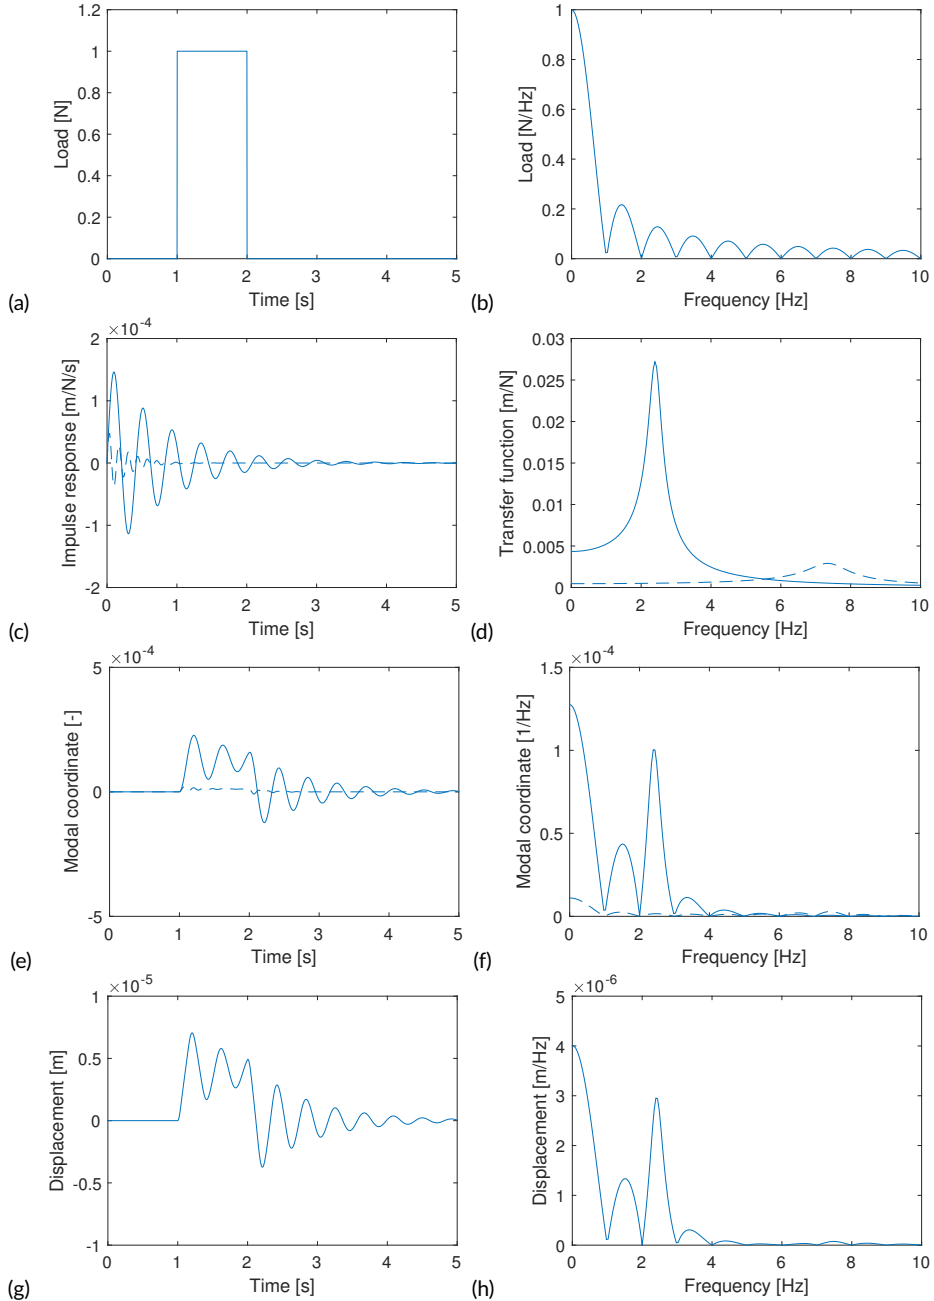 1.2
1
0.8
0.6
0.4
0.2
0
0 1 2 3 4 5
Load [N]
Time [s]
(a)
1
0.8
0.6
0.4
0.2
0
0 2 4 6 8 10
Load [N/Hz]
Frequency [Hz]
(b)
×10⁻⁴
2
1
0
-1
-2
0 1 2 3 4 5
Impulse response [m/N/s]
Time [s]
(c)
0.03
0.025
0.02
0.015
0.01
0.005
0
0 2 4 6 8 10
Transfer function [m/N]
Frequency [Hz]
(d)
×10⁻⁴
5
0
-5
0 1 2 3 4 5
Modal coordinate [-]
Time [s]
(e)
×10⁻⁴
1.5
1
0.5
0
0 2 4 6 8 10
Modal coordinate [1/Hz]
Frequency [Hz]
(f)
×10⁻⁵
1
0.5
0
-0.5
-1
0 1 2 3 4 5
Displacement [m]
Time [s]
(g)
×10⁻⁶
5
4
3
2
1
0
0 2 4 6 8 10
Displacement [m/Hz]
Frequency [Hz]
(h)